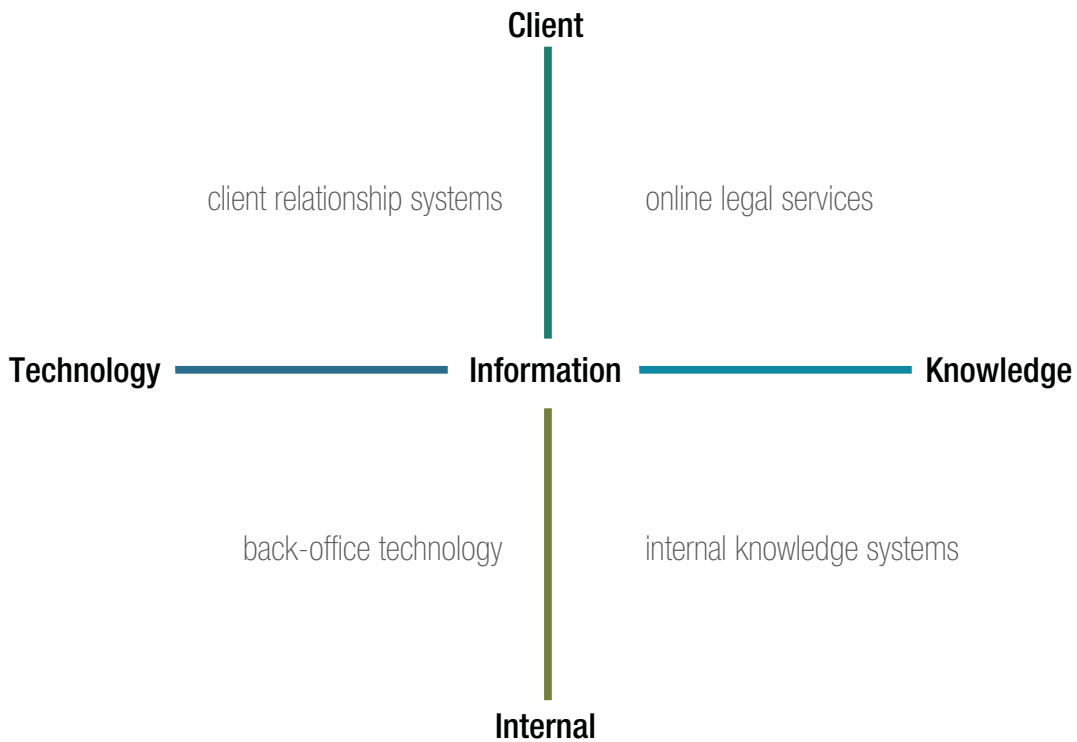 Client
client relationship systems
online legal services
Technology
Information
Knowledge
back-office technology
internal knowledge systems
Internal